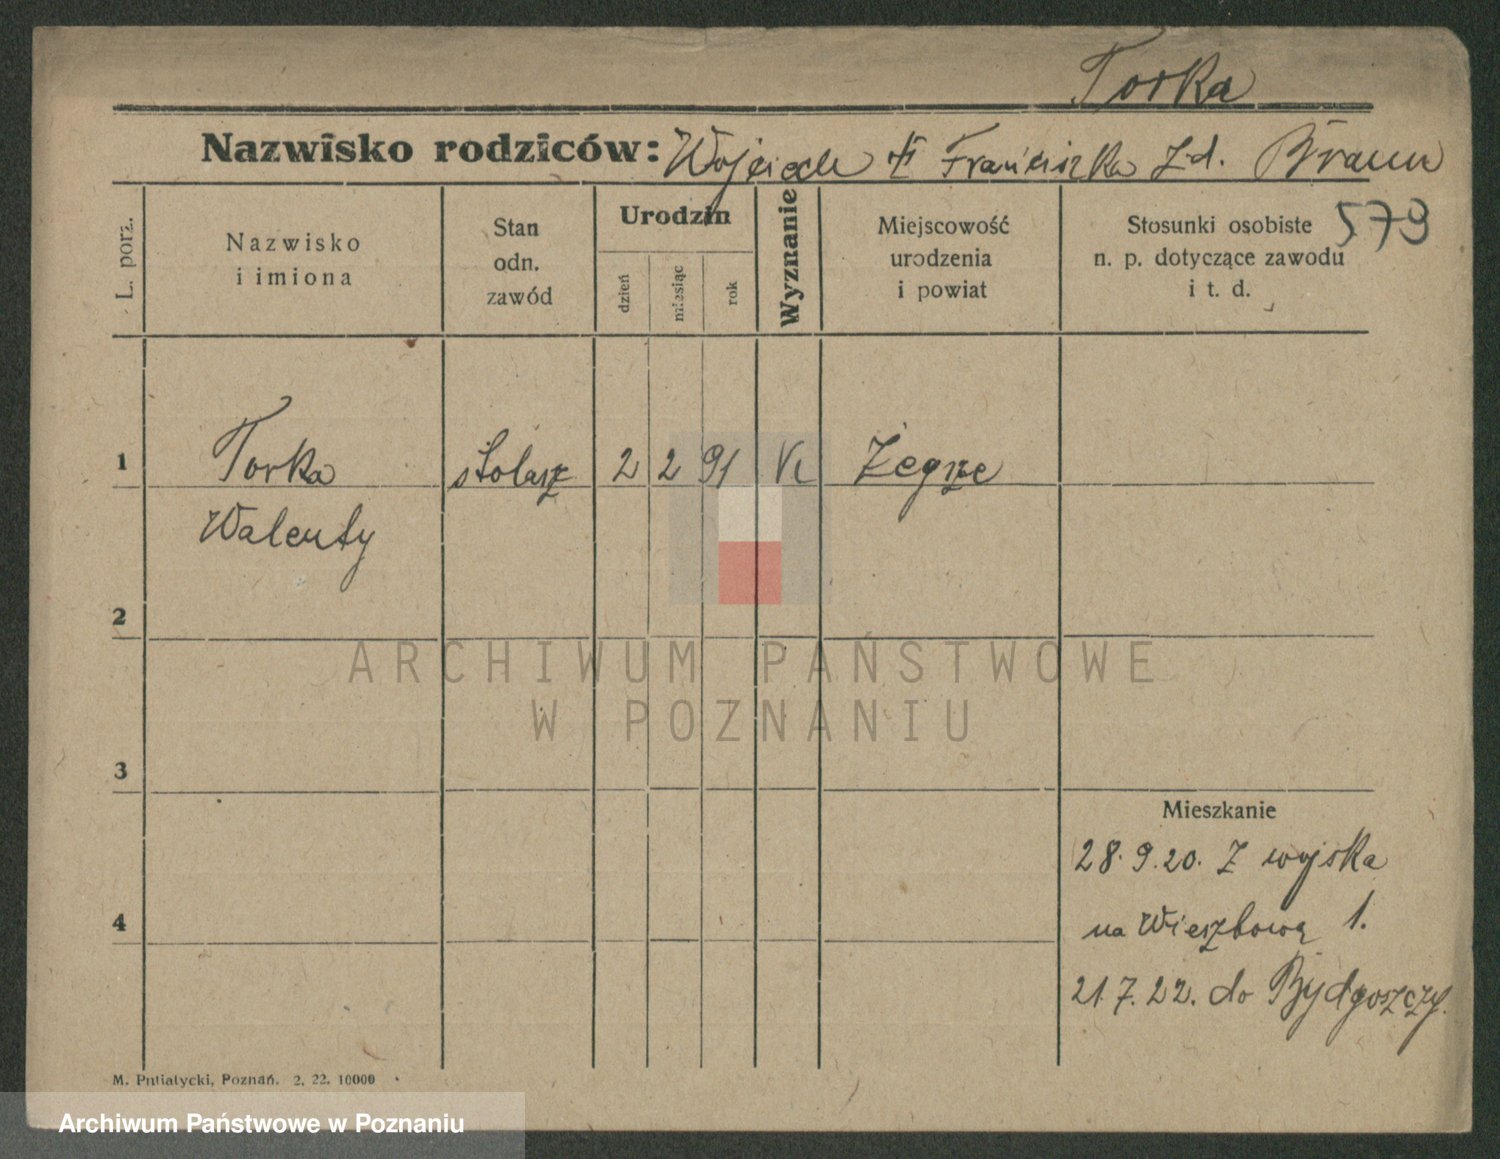 Torka
Nazwisko rodziców: Wojciech Franciszka z d. Braun
579
L. porz.
Nazwisko
i imiona
Stan
odn.
zawód
Urodzin
dzień
miesiąc
rok
Wyznanie
Miejscowość
urodzenia
i powiat
Stosunki osobiste
n. p. dotyczące zawodu
i t. d.
1
Torka
stolarz
2
2
91
Żegrze
Walenty
2
3
4
ARCHIWUM PAŃSTWOWE
W POZNANIU
Mieszkanie
28.9.20. Z wojska
na 1.
21.7.22. do Bydgoszczy.
M. Putiatycki, Poznań. 2, 22. 10000
Archiwum Państwowe w Poznaniu